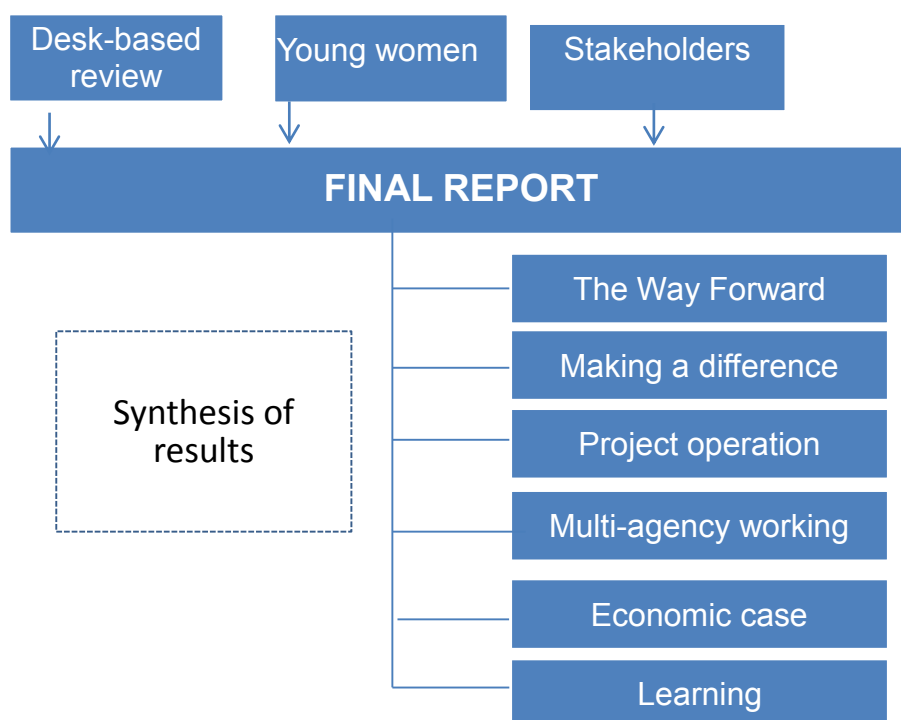 Desk-based
review
Young women
Stakeholders
FINAL REPORT
The Way Forward
Making a difference
Synthesis of
results
Project operation
Multi-agency working
Economic case
Learning